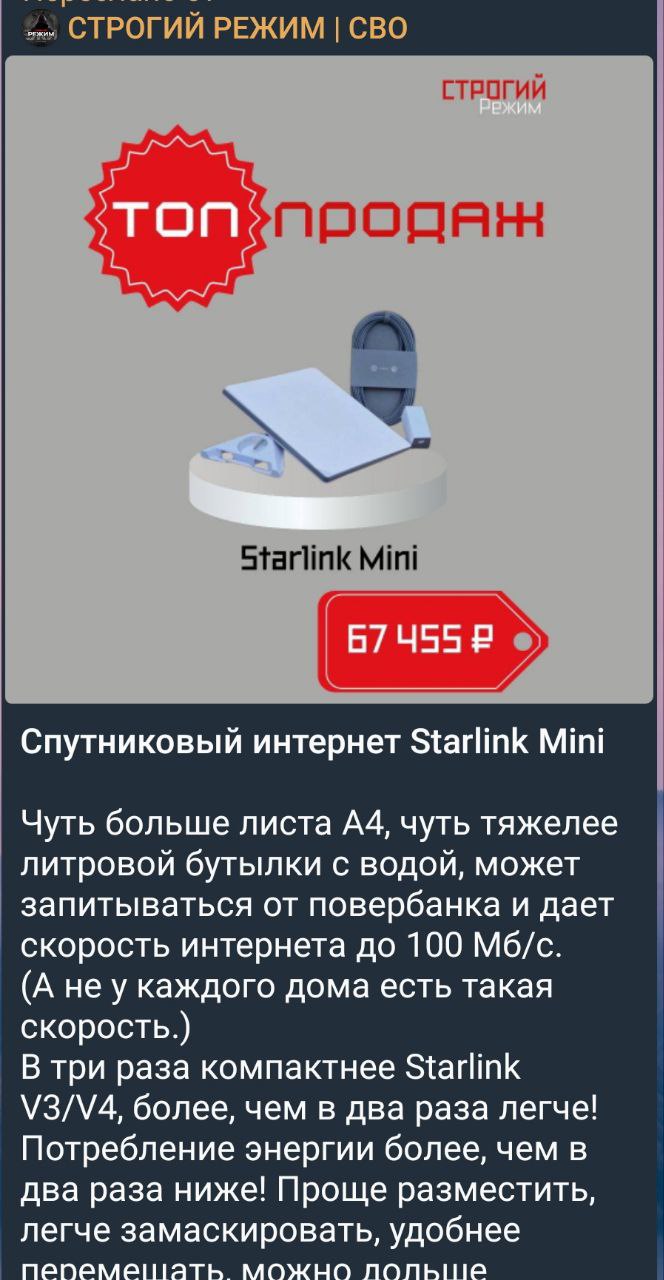 СТРОГИЙ РЕЖИМ | СВО
РЕЖИМ
СТРОГИЙ
Режим
ТОП ПРОДАЖ
Starlink Mini
67 455 ₽
Спутниковый интернет Starlink Mini
Чуть больше листа А4, чуть тяжелее
литровой бутылки с водой, может
запитываться от повербанка и дает
скорость интернета до 100 Мб/с.
(А не у каждого дома есть такая
скорость.)
В три раза компактнее Starlink
V3/V4, более, чем в два раза легче!
Потребление энергии более, чем в
два раза ниже! Проще разместить,
легче замаскировать, удобнее
перемещать, можно дольше